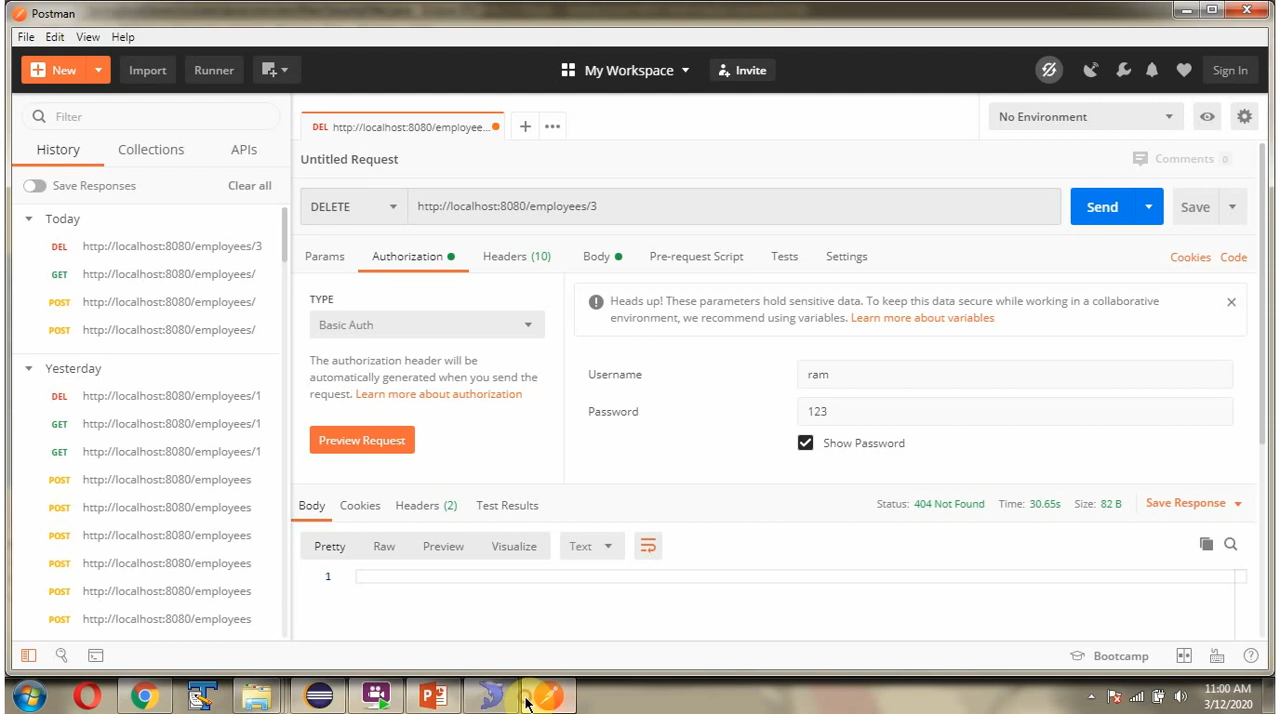 Postman
File Edit View Help
New Import Runner My Workspace Invite Sign In
Filter
History Collections APIs
Save Responses Clear all
Today
DEL http://localhost:8080/employees/3
GET http://localhost:8080/employees/
POST http://localhost:8080/employees/
POST http://localhost:8080/employees/
Yesterday
DEL http://localhost:8080/employees/1
GET http://localhost:8080/employees/1
GET http://localhost:8080/employees/1
POST http://localhost:8080/employees
POST http://localhost:8080/employees
POST http://localhost:8080/employees
POST http://localhost:8080/employees
POST http://localhost:8080/employees
POST http://localhost:8080/employees
DEL http://localhost:8080/employee...
No Environment
Untitled Request
Comments 0
DELETE http://localhost:8080/employees/3 Send Save
Params Authorization Headers (10) Body Pre-request Script Tests Settings Cookies Code
TYPE
Basic Auth
The authorization header will be
automatically generated when you send the
request. Learn more about authorization
Preview Request
Heads up! These parameters hold sensitive data. To keep this data secure while working in a collaborative
environment, we recommend using variables. Learn more about variables
Username ram
Password 123
Show Password
Body Cookies Headers (2) Test Results Status: 404 Not Found Time: 30.65s Size: 82 B Save Response
Pretty Raw Preview Visualize Text
1
Bootcamp
11:00 AM
3/12/2020